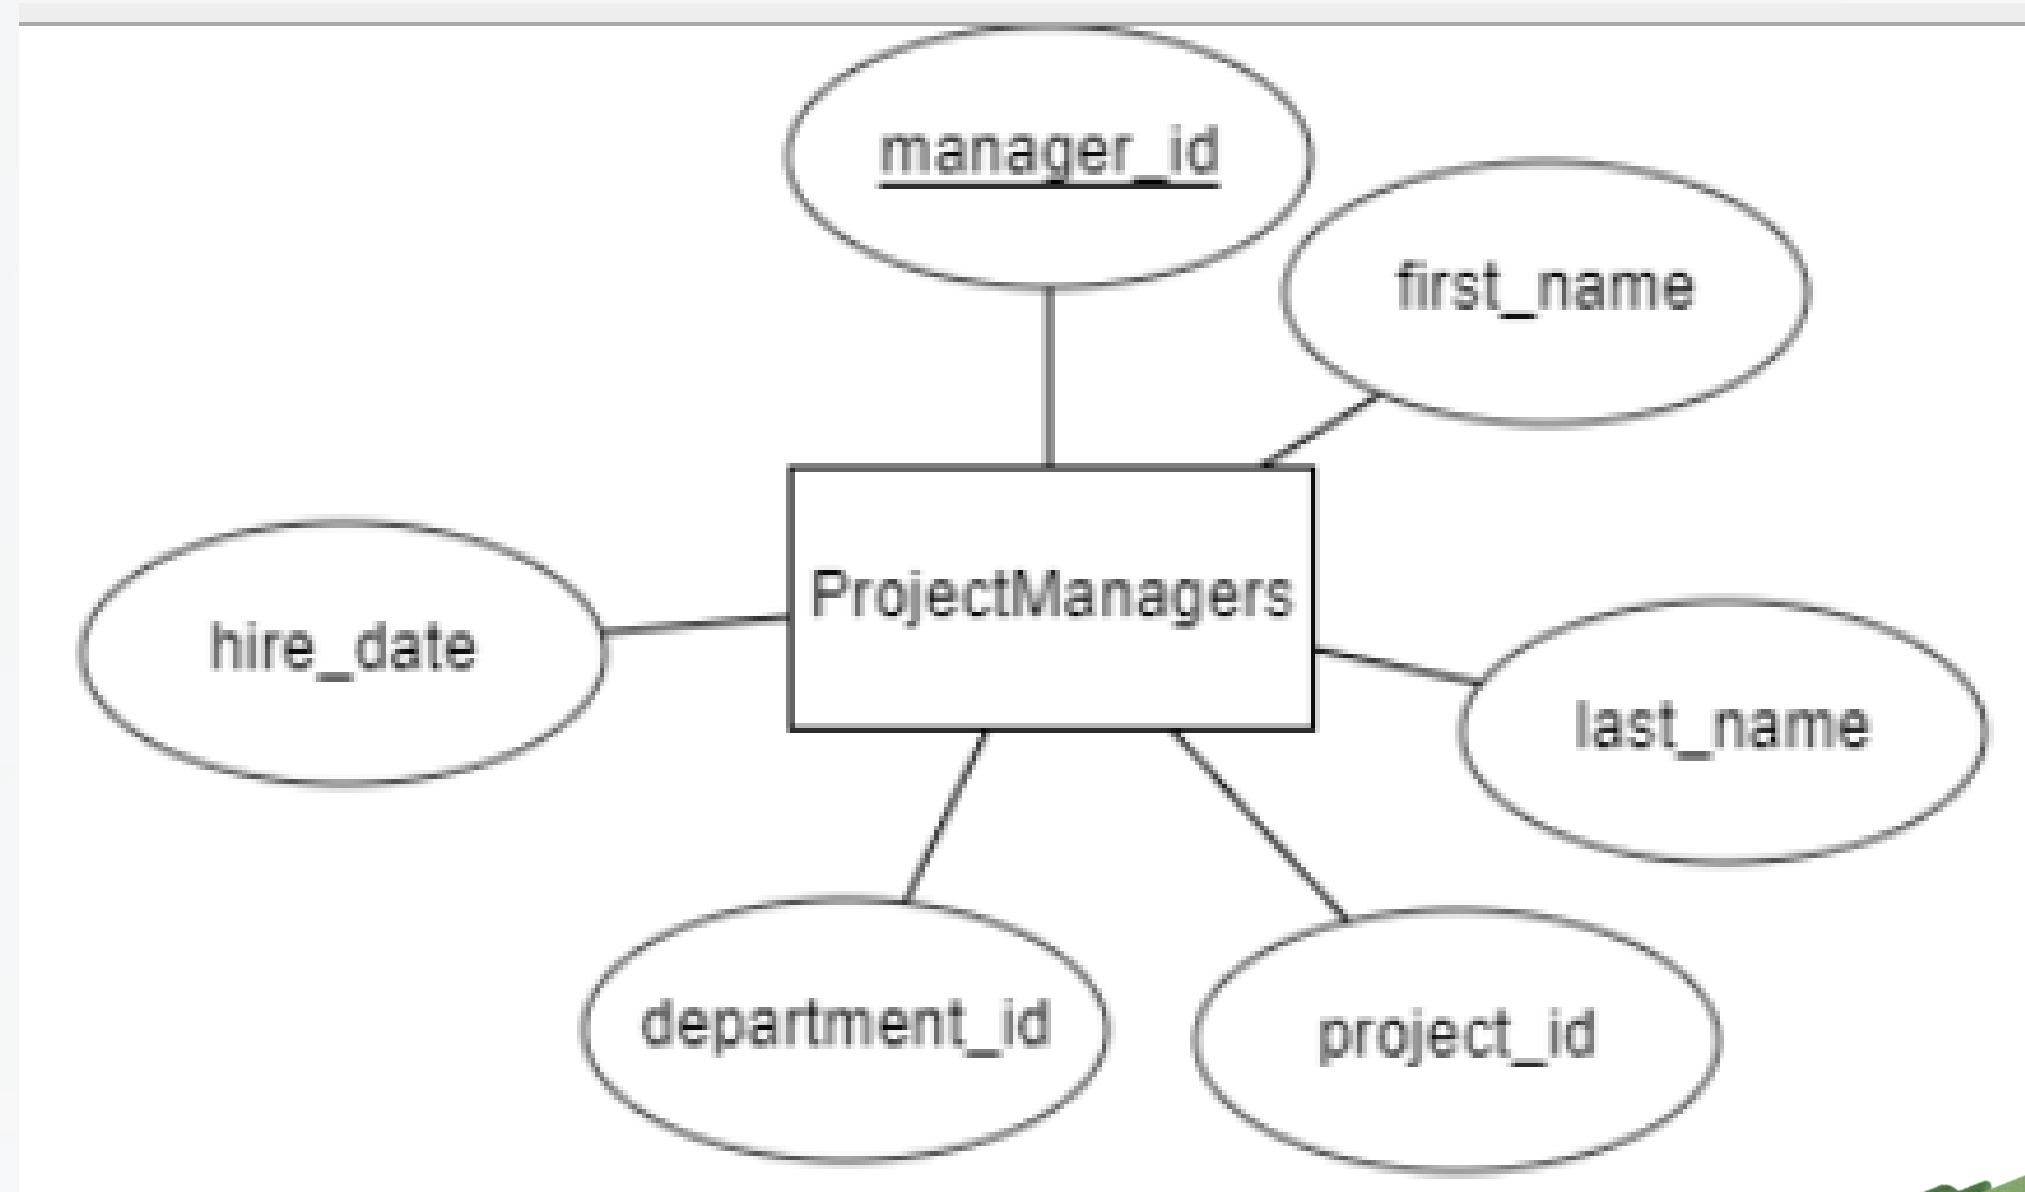 manager_id
first_name
ProjectManagers
hire_date
last_name
department_id
project_id